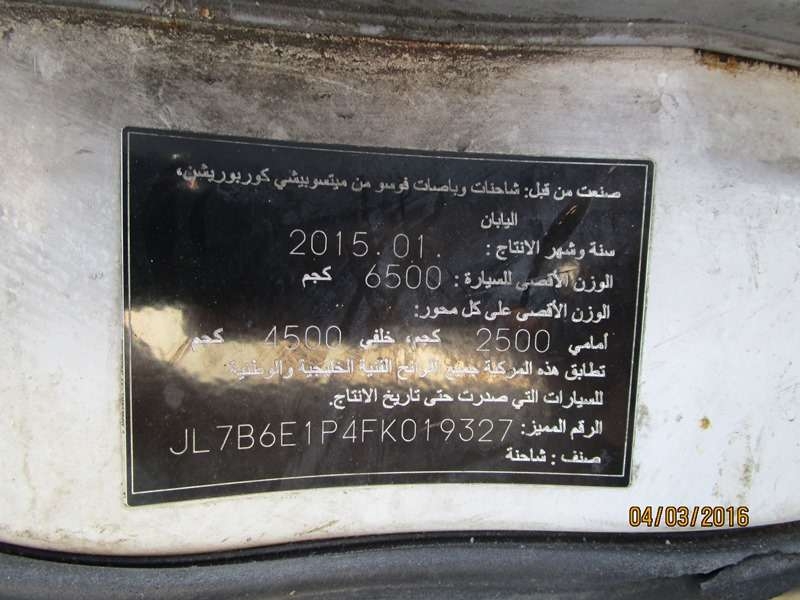 صنعت من قبل: شاحنات وباصات فوسو من ميتسوبيشي كوربوريشن،
اليابان
سنة وشهر الانتاج : 2015.01.
الوزن الأقصى للسيارة : 6500 كجم
الوزن الأقصى على كل محور:
أمامي 2500 كجم، خلفي 4500 كجم
تطابق هذه المركبة جميع الوائح الفنية الخليجية والوطنية
للسيارات التي صدرت حتى تاريخ الانتاج.
الرقم المميز: JL7B6E1P4FK019327
صنف : شاحنة
04/03/2016